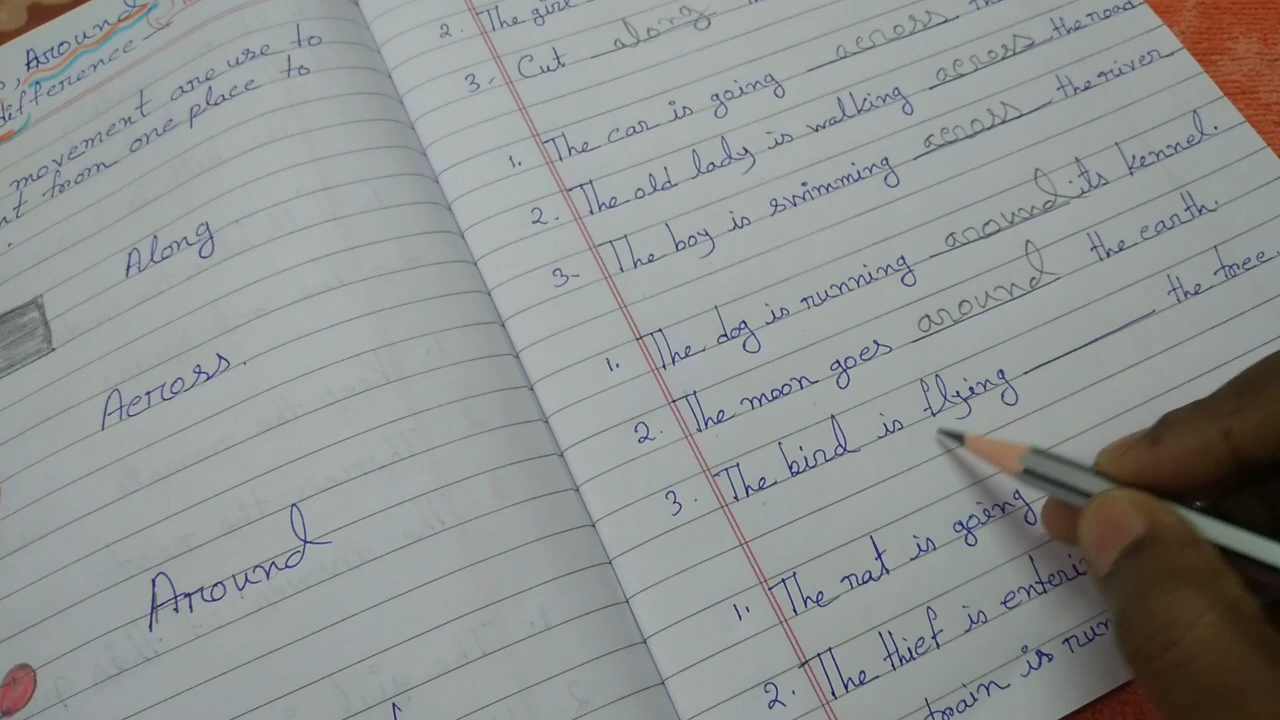 Around
difference
movement are use to
from one place to
Along
Across.
Around
2. The girl
3. Cut along
1. The car is going across
2. The old lady is walking across the road
3. The boy is swimming across the river
1. The dog is running around its kennel.
2. The moon goes around the earth.
3. The bird is flying ______ the tree
1. The rat is going
2. The thief is enteri
train is run